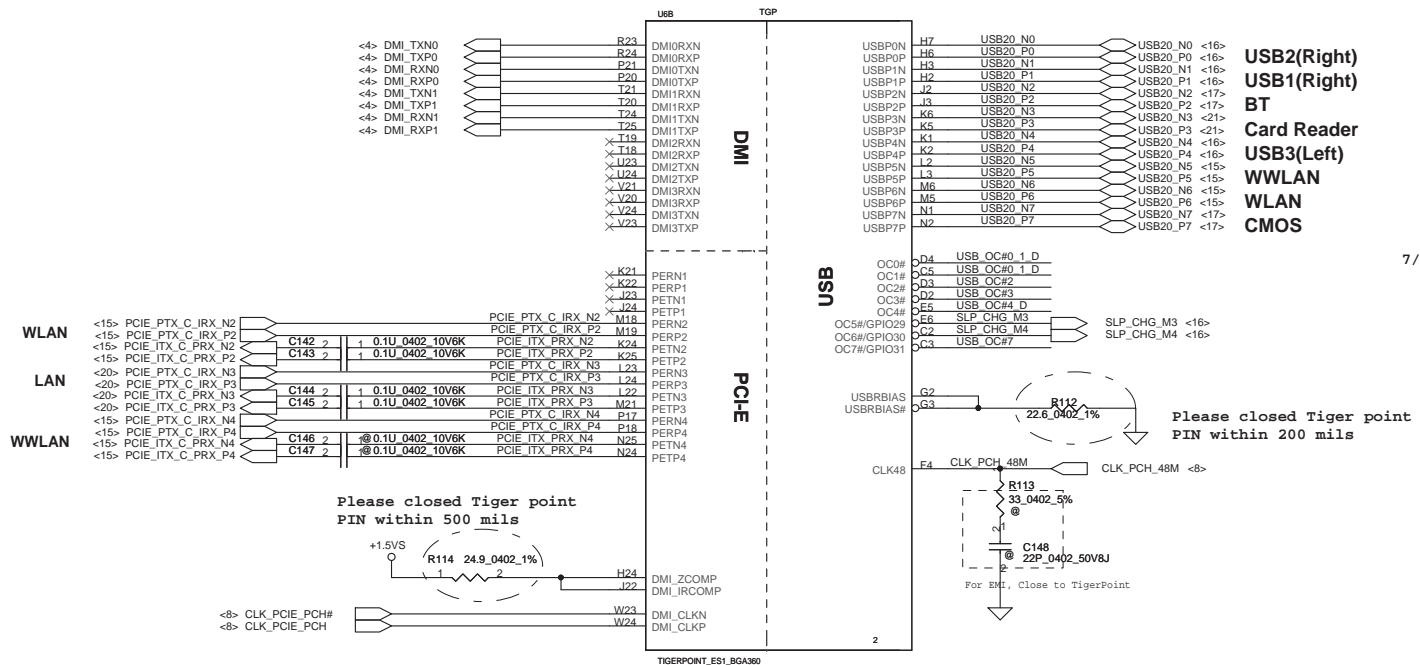 U6B TGP
<4> DMI_TXN0 R23 DMI0RXN
<4> DMI_TXP0 R24 DMI0RXP
<4> DMI_RXN0 P21 DMI0TXN
<4> DMI_RXP0 P20 DMI0TXP
<4> DMI_TXN1 T21 DMI1RXN
<4> DMI_TXP1 T20 DMI1RXP
<4> DMI_RXN1 T24 DMI1TXN
<4> DMI_RXP1 T25 DMI1TXP
T19 DMI2RXN
T18 DMI2RXP
U23 DMI2TXN
U24 DMI2TXP
V21 DMI3RXN
V20 DMI3RXP
V24 DMI3TXN
V23 DMI3TXP
DMI
USBP0N H7 USB20_N0 USB20_N0 <16>
USBP0P H6 USB20_P0 USB20_P0 <16> USB2(Right)
USBP1N H3 USB20_N1 USB20_N1 <16>
USBP1P H2 USB20_P1 USB20_P1 <16> USB1(Right)
USBP2N J2 USB20_N2 USB20_N2 <17>
USBP2P J3 USB20_P2 USB20_P2 <17> BT
USBP3N K6 USB20_N3 USB20_N3 <21>
USBP3P K5 USB20_P3 USB20_P3 <21> Card Reader
USBP4N K1 USB20_N4 USB20_N4 <16>
USBP4P K2 USB20_P4 USB20_P4 <16> USB3(Left)
USBP5N L2 USB20_N5 USB20_N5 <15>
USBP5P L3 USB20_P5 USB20_P5 <15> WWLAN
USBP6N M6 USB20_N6 USB20_N6 <15>
USBP6P M5 USB20_P6 USB20_P6 <15> WLAN
USBP7N N1 USB20_N7 USB20_N7 <17>
USBP7P N2 USB20_P7 USB20_P7 <17> CMOS
USB
OC0# D4 USB_OC#0_1_D
OC1# C5 USB_OC#0_1_D
OC2# D3 USB_OC#2
OC3# D2 USB_OC#3
OC4# E5 USB_OC#4_D
OC5#/GPIO29 E6 SLP_CHG_M3 SLP_CHG_M3 <16>
OC6#/GPIO30 C2 SLP_CHG_M4 SLP_CHG_M4 <16>
OC7#/GPIO31 C3 USB_OC#7
7/
K21 PERN1
K22 PERP1
J23 PETN1
J24 PETP1
WLAN
<15> PCIE_PTX_C_IRX_N2 PCIE_PTX_C_IRX_N2 M18 PERN2
<15> PCIE_PTX_C_IRX_P2 PCIE_PTX_C_IRX_P2 M19 PERP2
<15> PCIE_ITX_C_PRX_N2 C142 2 1 0.1U_0402_10V6K PCIE_ITX_PRX_N2 K24 PETN2
<15> PCIE_ITX_C_PRX_P2 C143 2 1 0.1U_0402_10V6K PCIE_ITX_PRX_P2 K25 PETP2
LAN
<20> PCIE_PTX_C_IRX_N3 PCIE_PTX_C_IRX_N3 L23 PERN3
<20> PCIE_PTX_C_IRX_P3 PCIE_PTX_C_IRX_P3 L24 PERP3
<20> PCIE_ITX_C_PRX_N3 C144 2 1 0.1U_0402_10V6K PCIE_ITX_PRX_N3 L22 PETN3
<20> PCIE_ITX_C_PRX_P3 C145 2 1 0.1U_0402_10V6K PCIE_ITX_PRX_P3 M21 PETP3
WWLAN
<15> PCIE_PTX_C_IRX_N4 PCIE_PTX_C_IRX_N4 P17 PERN4
<15> PCIE_PTX_C_IRX_P4 PCIE_PTX_C_IRX_P4 P18 PERP4
<15> PCIE_ITX_C_PRX_N4 C146 2 1 @ 0.1U_0402_10V6K PCIE_ITX_PRX_N4 N25 PETN4
<15> PCIE_ITX_C_PRX_P4 C147 2 1 @ 0.1U_0402_10V6K PCIE_ITX_PRX_P4 N24 PETP4
PCI-E
USBRBIAS G2
USBRBIAS# G3
R112
22.6_0402_1%
Please closed Tiger point
PIN within 200 mils
CLK48 F4 CLK_PCH_48M CLK_PCH_48M <8>
R113
33_0402_5%
@
2 1
C148
@ 22P_0402_50V8J
2
For EMI, Close to TigerPoint
Please closed Tiger point
PIN within 500 mils
+1.5VS
R114 24.9_0402_1%
1 2
H24 DMI_ZCOMP
J22 DMI_IRCOMP
<8> CLK_PCIE_PCH# W23 DMI_CLKN
<8> CLK_PCIE_PCH W24 DMI_CLKP
2
TIGERPOINT_ES1_BGA360